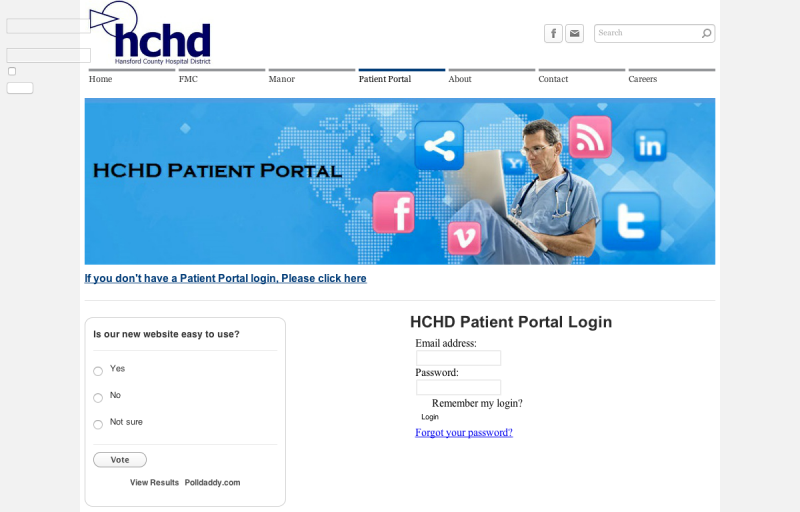 hchd
Hansford County Hospital District
Search
Home FMC Manor Patient Portal About Contact Careers
HCHD Patient Portal
If you don't have a Patient Portal login, Please click here
Is our new website easy to use?
Yes
No
Not sure
Vote
View Results Polldaddy.com
HCHD Patient Portal Login
Email address:
Password:
Remember my login?
Login
Forgot your password?